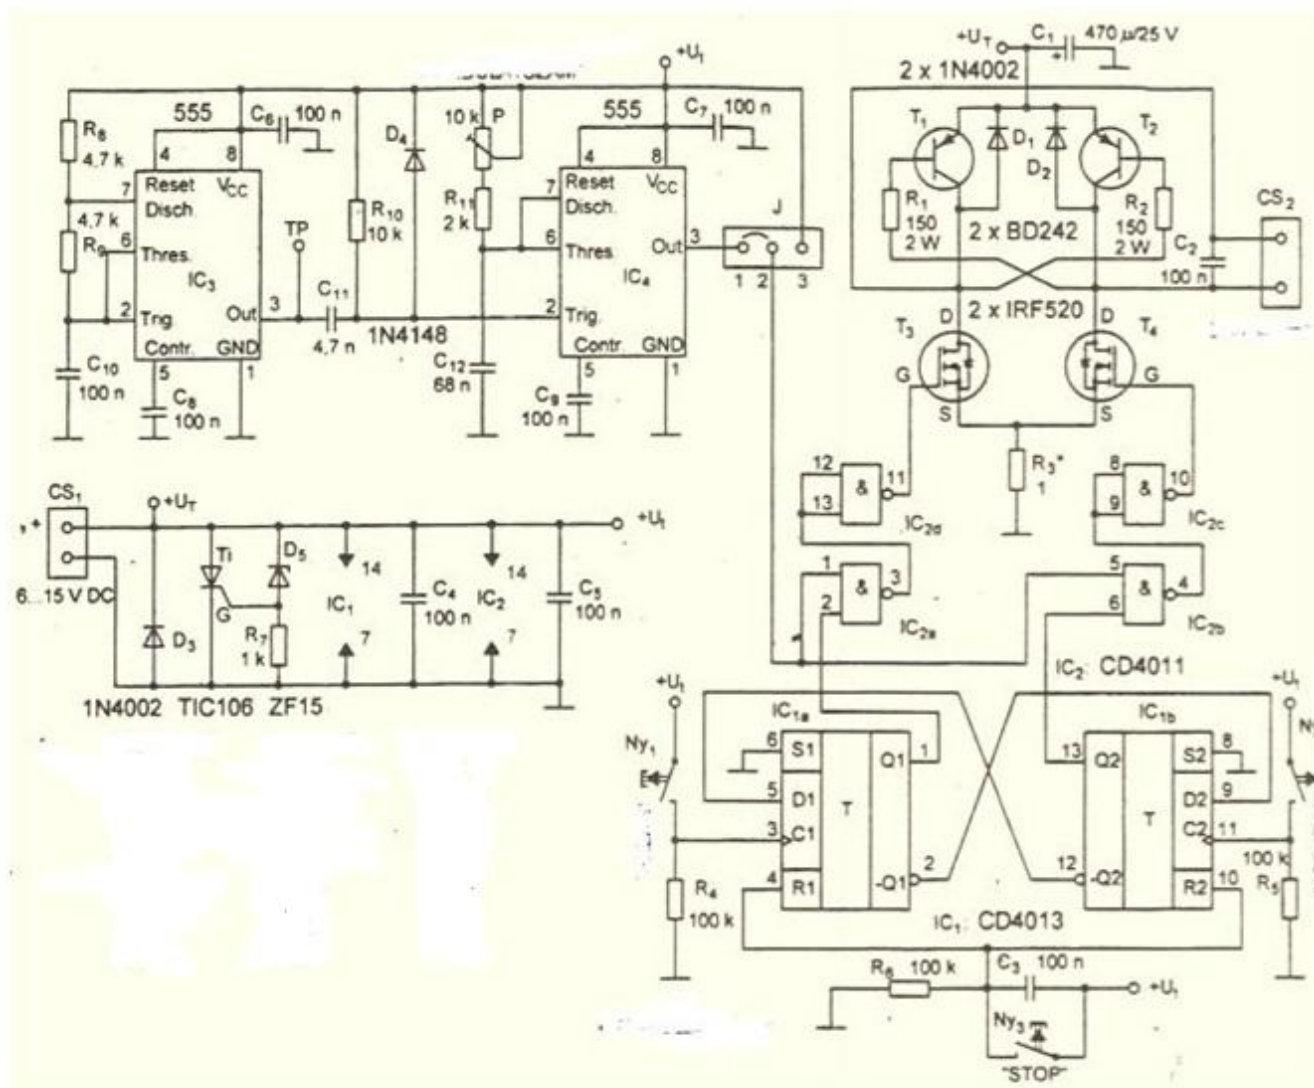 +U₁
+U_T
C₁ 470 µ/25 V
2 x 1N4002
555
C₆ 100 n
R₈
4,7 k
4
8
7
Reset
V_CC
Disch.
4,7 k
R₉
6
Thres.
IC₃
2
Trig.
Out
3
Contr.
GND
5
1
C₁₀
100 n
C₈
100 n
TP
C₁₁
4,7 n
R₁₀
10 k
D₄
1N4148
10 k
P
R₁₁
2 k
C₁₂
68 n
555
C₇ 100 n
4
8
7
Reset
V_CC
Disch.
6
Thres.
Out
3
IC₄
2
Trig.
Contr.
GND
5
1
C₉
100 n
J
1 2 3
T₁
D₁
D₂
T₂
R₁
150
2 W
2 x BD242
R₂
150
2 W
C₂
100 n
CS₂
2 x IRF520
T₃
D
G
S
D
T₄
G
S
R₃*
1
12
13
&
11
IC₂d
8
9
&
10
IC₂c
1
2
&
3
IC₂a
5
6
&
4
IC₂b
IC₂: CD4011
CS₁
+U_T
+U₁
+
6...15 V DC
Ti
G
D₅
D₃
R₇
1 k
IC₁
14
7
C₄
100 n
IC₂
14
7
C₅
100 n
1N4002 TIC106 ZF15
+U₁
Ny₁
R₄
100 k
IC₁a
6 S1
5 D1
3 C1
4 R1
T
Q1 1
-Q1 2
IC₁b
13 Q2
12 -Q2
T
S2 8
D2 9
C2 11
R2 10
+U₁
100 k
R₅
IC₁: CD4013
R₆ 100 k
C₃ 100 n
+U₁
Ny₃
"STOP"